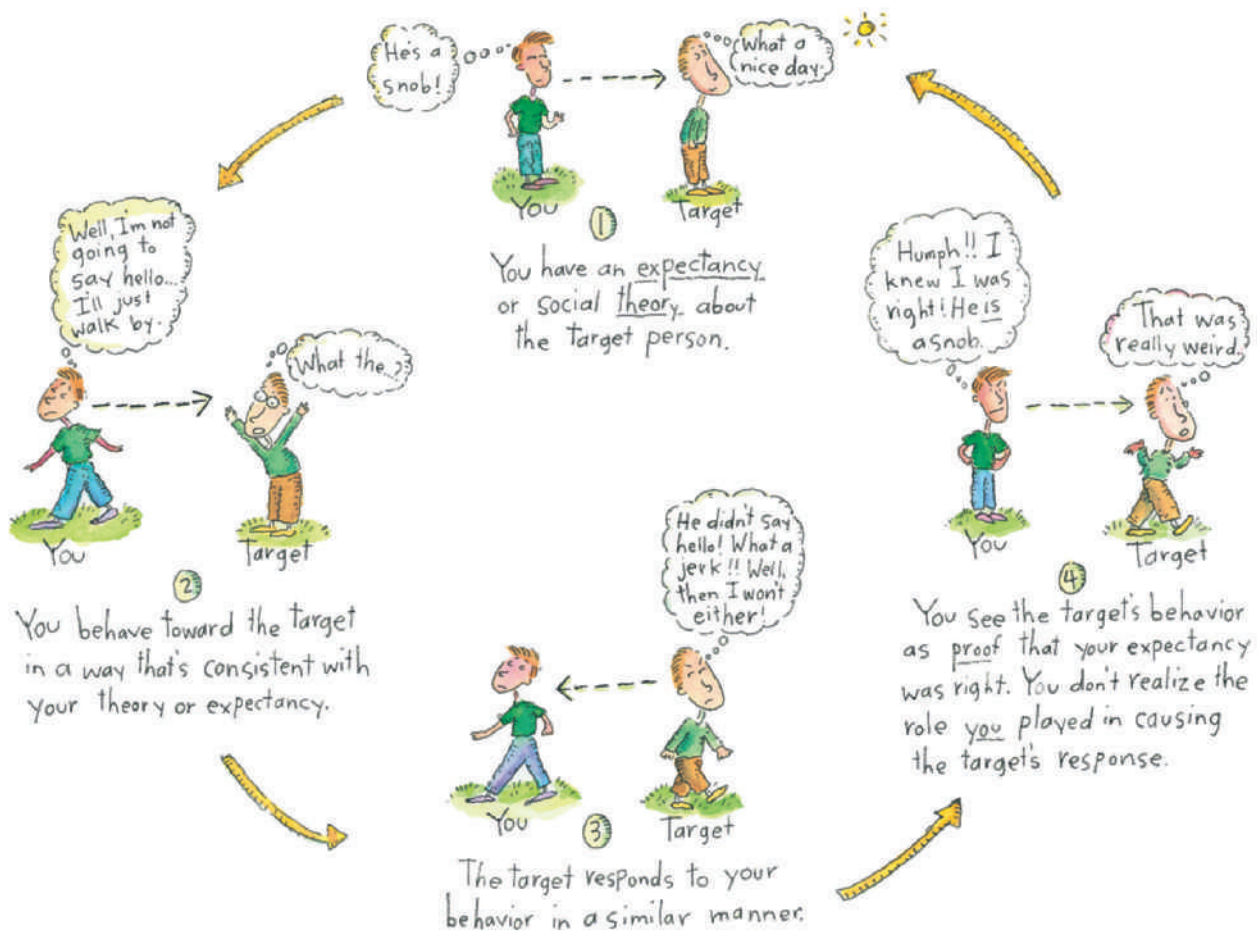 He's a
snob!
What a
nice day.
You
Target
1
You have an expectancy
or social theory about
the Target person.
Well, I'm not
going to
say hello...
I'll just
walk by.
What the...?
You
Target
2
You behave toward the Target
in a way that's consistent with
your theory or expectancy.
He didn't say
hello! What a
jerk!! Well,
then I won't
either!
You
Target
3
The target responds to your
behavior in a similar manner.
Humph!! I
knew I was
right! He is
a snob.
That was
really weird.
You
Target
4
You see the target's behavior
as proof that your expectancy
was right. You don't realize the
role you played in causing
the target's response.